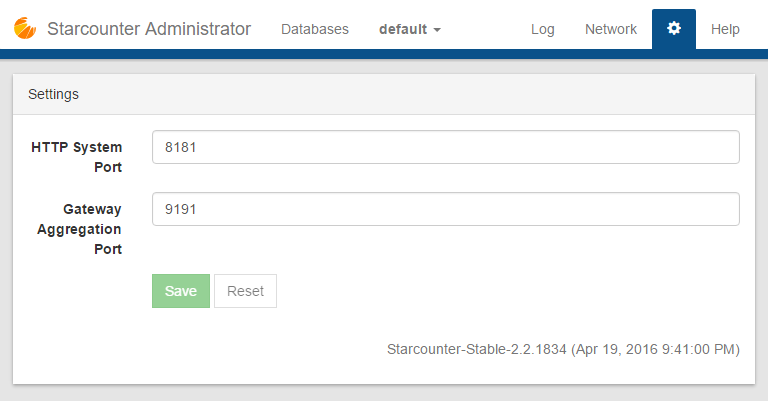 Starcounter Administrator Databases default Log Network Help
Settings
HTTP System
Port
8181
Gateway
Aggregation
Port
9191
Save Reset
Starcounter-Stable-2.2.1834 (Apr 19, 2016 9:41:00 PM)